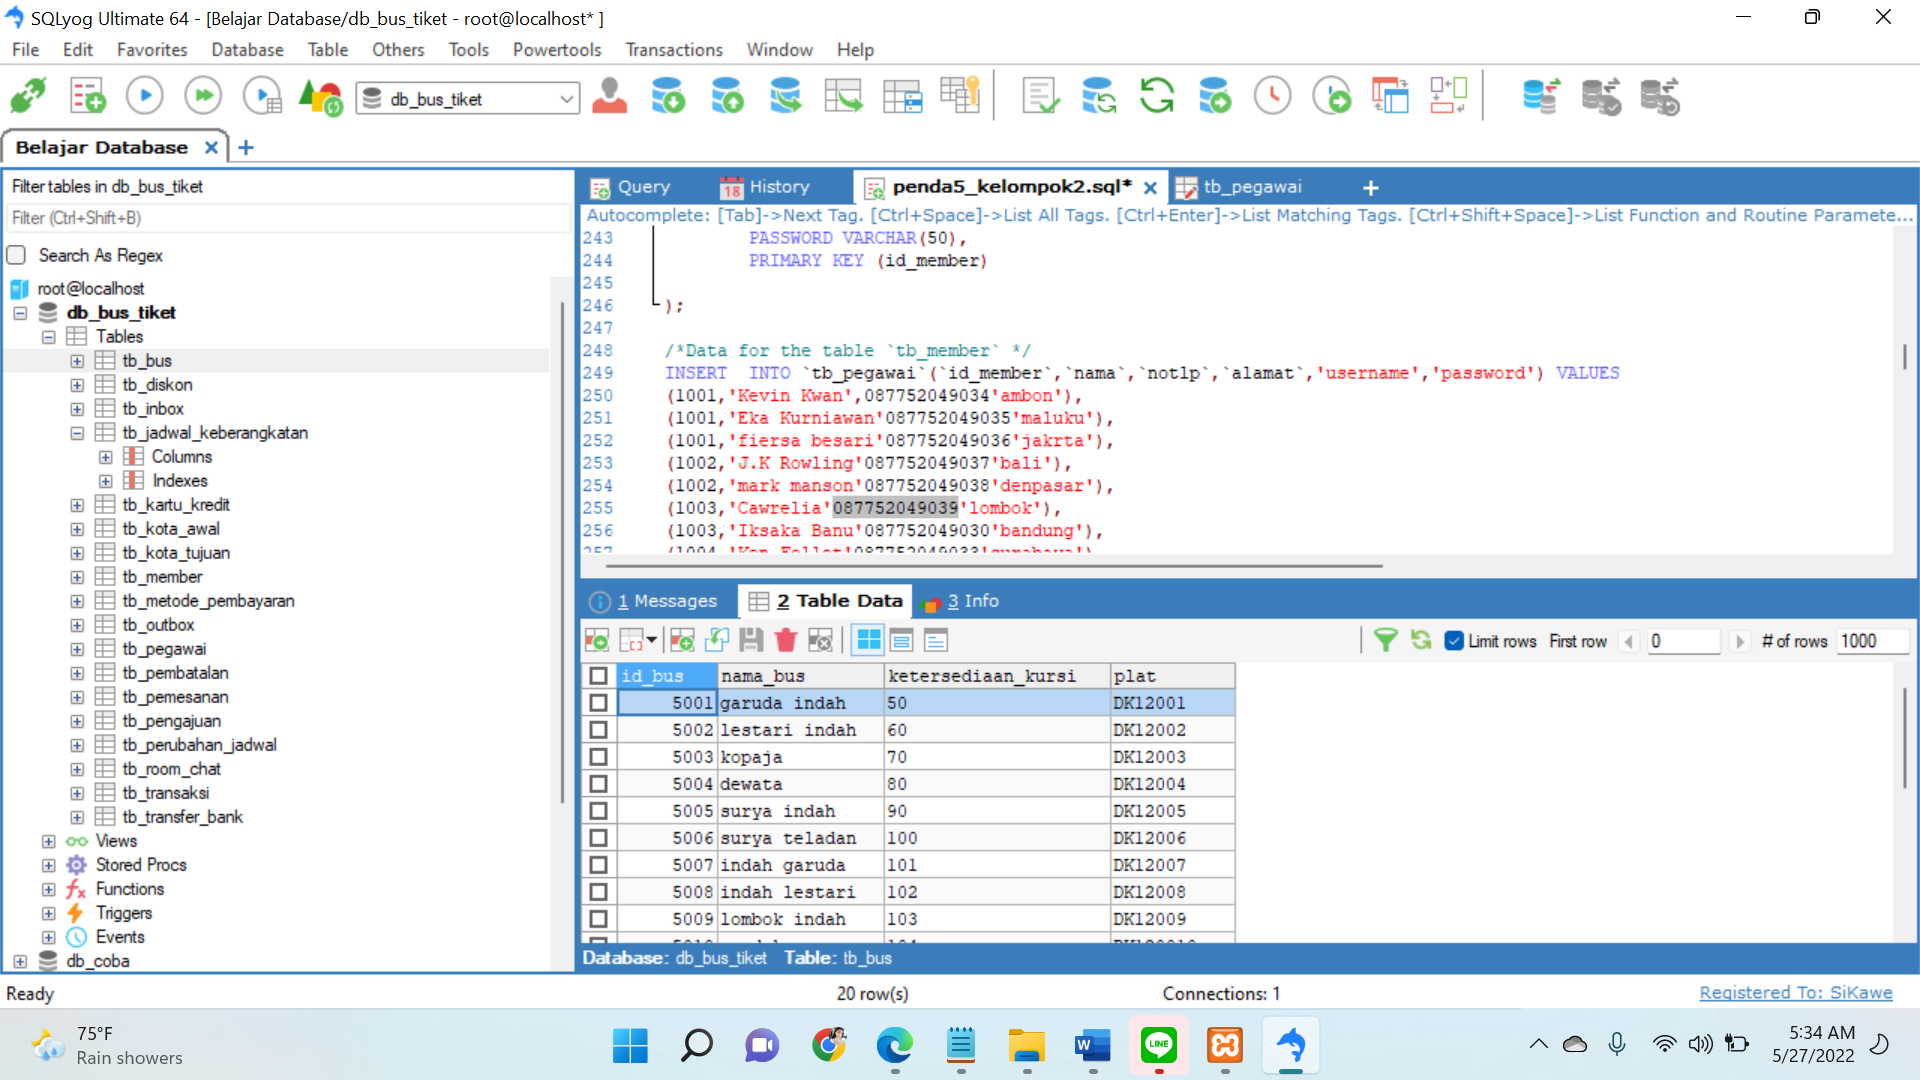 SQLyog Ultimate 64 - [Belajar Database/db_bus_tiket - root@localhost* ]
File Edit Favorites Database Table Others Tools Powertools Transactions Window Help
db_bus_tiket
Belajar Database
Filter tables in db_bus_tiket
Filter (Ctrl+Shift+B)
Search As Regex
root@localhost
db_bus_tiket
Tables
tb_bus
tb_diskon
tb_inbox
tb_jadwal_keberangkatan
Columns
Indexes
tb_kartu_kredit
tb_kota_awal
tb_kota_tujuan
tb_member
tb_metode_pembayaran
tb_outbox
tb_pegawai
tb_pembatalan
tb_pemesanan
tb_pengajuan
tb_perubahan_jadwal
tb_room_chat
tb_transaksi
tb_transfer_bank
Views
Stored Procs
Functions
Triggers
Events
db_coba
Query 18 History penda5_kelompok2.sql* tb_pegawai
Autocomplete: [Tab]->Next Tag. [Ctrl+Space]->List All Tags. [Ctrl+Enter]->List Matching Tags. [Ctrl+Shift+Space]->List Function and Routine Paramete...
243 PASSWORD VARCHAR(50),
244 PRIMARY KEY (id_member)
245
246 );
247
248 /*Data for the table `tb_member` */
249 INSERT INTO `tb_pegawai`(`id_member`,`nama`,`notlp`,`alamat`,'username','password') VALUES
250 (1001,'Kevin Kwan',087752049034'ambon'),
251 (1001,'Eka Kurniawan'087752049035'maluku'),
252 (1001,'fiersa besari'087752049036'jakrta'),
253 (1002,'J.K Rowling'087752049037'bali'),
254 (1002,'mark manson'087752049038'denpasar'),
255 (1003,'Cawrelia'087752049039'lombok'),
256 (1003,'Iksaka Banu'087752049030'bandung'),
1 Messages 2 Table Data 3 Info
Limit rows First row 0 # of rows 1000
id_bus nama_bus ketersediaan_kursi plat
5001 garuda indah 50 DK12001
5002 lestari indah 60 DK12002
5003 kopaja 70 DK12003
5004 dewata 80 DK12004
5005 surya indah 90 DK12005
5006 surya teladan 100 DK12006
5007 indah garuda 101 DK12007
5008 indah lestari 102 DK12008
5009 lombok indah 103 DK12009
Database: db_bus_tiket Table: tb_bus
Ready 20 row(s) Connections: 1 Registered To: SiKawe
75°F
Rain showers
W
LINE
5:34 AM
5/27/2022